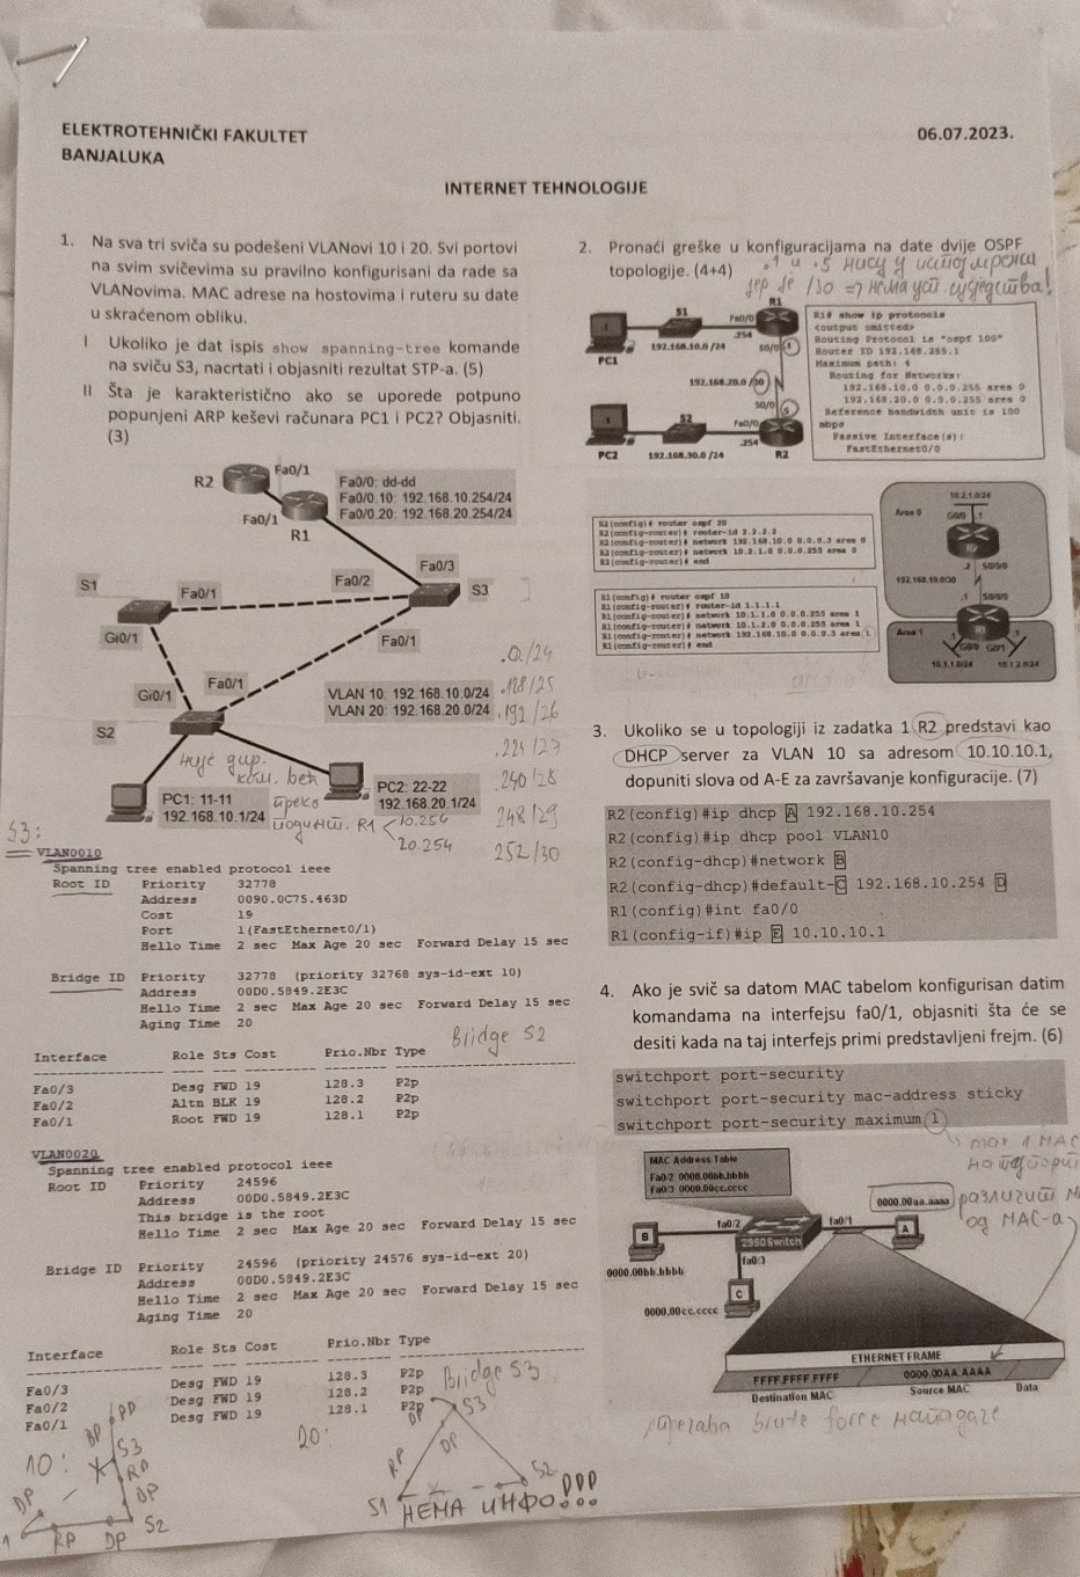 ELEKTROTEHNIČKI FAKULTET
BANJALUKA
06.07.2023.
INTERNET TEHNOLOGIJE
1. Na sva tri sviča su podešeni VLANovi 10 i 20. Svi portovi
na svim svičevima su pravilno konfigurisani da rade sa
VLANovima. MAC adrese na hostovima i ruteru su date
u skraćenom obliku.
I Ukoliko je dat ispis show spanning-tree komande
na sviču S3, nacrtati i objasniti rezultat STP-a. (5)
II Šta je karakteristično ako se uporede potpuno
popunjeni ARP keševi računara PC1 i PC2? Objasniti.
(3)
R2
Fa0/1
Fa0/0: dd-dd
Fa0/0.10: 192.168.10.254/24
Fa0/0.20: 192.168.20.254/24
Fa0/1
R1
Fa0/3
S1
Fa0/1
Fa0/2
S3
Gi0/1
Fa0/1
Gi0/1
Fa0/1
VLAN 10: 192.168.10.0/24
VLAN 20: 192.168.20.0/24
S2
.0/24
.128/25
.192/26
.224/27
.240/28
248/29
252/30
није дир.
ком. већ
преко
R1
10.254
20.254
PC1: 11-11
192.168.10.1/24
PC2: 22-22
192.168.20.1/24
S3:
VLAN0010
Spanning tree enabled protocol ieee
Root ID Priority 32778
Address 0090.0C75.463D
Cost 19
Port 1(FastEthernet0/1)
Hello Time 2 sec Max Age 20 sec Forward Delay 15 sec
Bridge ID Priority 32778 (priority 32768 sys-id-ext 10)
Address 00D0.5849.2E3C
Hello Time 2 sec Max Age 20 sec Forward Delay 15 sec
Aging Time 20
Bridge S2
Interface Role Sts Cost Prio.Nbr Type
Fa0/3 Desg FWD 19 128.3 P2p
Fa0/2 Altn BLK 19 128.2 P2p
Fa0/1 Root FWD 19 128.1 P2p
VLAN0020
Spanning tree enabled protocol ieee
Root ID Priority 24596
Address 00D0.5849.2E3C
This bridge is the root
Hello Time 2 sec Max Age 20 sec Forward Delay 15 sec
Bridge ID Priority 24596 (priority 24576 sys-id-ext 20)
Address 00D0.5849.2E3C
Hello Time 2 sec Max Age 20 sec Forward Delay 15 sec
Aging Time 20
Interface Role Sts Cost Prio.Nbr Type
Fa0/3 Desg FWD 19 128.3 P2p
Fa0/2 Desg FWD 19 128.2 P2p
Fa0/1 Desg FWD 19 128.1 P2p
Bridge S3
10:
DP
S3
RP
DP
DP
RP
DP
S2
20:
DP
S3
RP
DP
S1
S2
НЕМА ИНФО!!!
2. Pronaći greške u konfiguracijama na date dvije OSPF
topologije. (4+4)
.1 и .5 нису у истој мрежи
јер је /30 => нема усп. сусједства!
S1
Fa0/0
R1
.254
192.168.10.0 /24
S0/0
PC1
192.168.20.0 /30
S0/0
S2
Fa0/0
.254
PC2
192.168.30.0 /24
R2
R1# show ip protocols
<output omitted>
Routing Protocol is "ospf 100"
Router ID 192.168.255.1
Maximum path: 4
Routing for Networks:
192.168.10.0 0.0.0.255 area 0
192.168.20.0 0.0.0.255 area 0
Reference bandwidth unit is 100
mbps
Passive Interface(s):
FastEthernet0/0
R2(config)# router ospf 20
R2(config-router)# router-id 2.2.2.2
R2(config-router)# network 192.168.10.0 0.0.0.3 area 0
R2(config-router)# network 10.2.1.0 0.0.0.255 area 0
R2(config)# end
R1(config)# router ospf 10
R1(config-router)# router-id 1.1.1.1
R1(config-router)# network 10.1.1.0 0.0.0.255 area 1
R1(config-router)# network 10.1.2.0 0.0.0.255 area 1
R1(config-router)# network 192.168.10.0 0.0.0.3 area 1
R1(config-router)# end
10.2.1.0/24
Area 0
G0/0 .1
R2
.2 S0/0/0
192.168.10.0/30
.1 S0/0/0
Area 1
R1
G0/0 G0/1
10.1.1.0/24
10.1.2.0/24
3. Ukoliko se u topologiji iz zadatka 1 R2 predstavi kao
DHCP server za VLAN 10 sa adresom 10.10.10.1,
dopuniti slova od A-E za završavanje konfiguracije. (7)
R2(config)#ip dhcp A 192.168.10.254
R2(config)#ip dhcp pool VLAN10
R2(config-dhcp)#network B
R2(config-dhcp)#default-C 192.168.10.254 D
R1(config)#int fa0/0
R1(config-if)#ip E 10.10.10.1
4. Ako je svič sa datom MAC tabelom konfigurisan datim
komandama na interfejsu fa0/1, objasniti šta će se
desiti kada na taj interfejs primi predstavljeni frejm. (6)
switchport port-security
switchport port-security mac-address sticky
switchport port-security maximum 1
max 1 MAC
MAC Address Table
Fa0/2 0000.00bb.bbbb
Fa0/3 0000.00cc.cccc
0000.00aa.aaaa
различит
од MAC-а
fa0/2
fa0/1
A
B
2950 Switch
0000.00bb.bbbb
fa0/3
C
0000.00cc.cccc
ETHERNET FRAME
FFFF.FFFF.FFFF
0000.00AA.AAAA
Destination MAC
Source MAC
Data
brute force